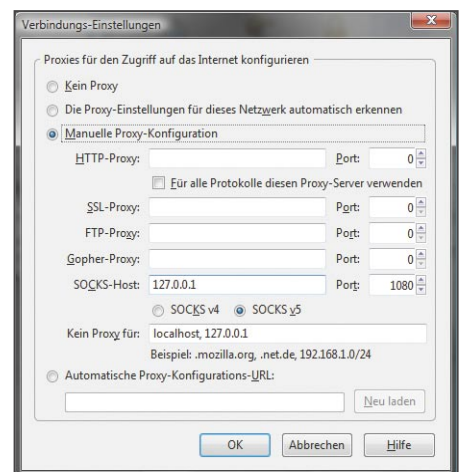 Verbindungs-Einstellungen
Proxies für den Zugriff auf das Internet konfigurieren
Kein Proxy
Die Proxy-Einstellungen für dieses Netzwerk automatisch erkennen
Manuelle Proxy-Konfiguration
HTTP-Proxy: Port: 0
Für alle Protokolle diesen Proxy-Server verwenden
SSL-Proxy: Port: 0
FTP-Proxy: Port: 0
Gopher-Proxy: Port: 0
SOCKS-Host: 127.0.0.1 Port: 1080
SOCKS v4 SOCKS v5
Kein Proxy für: localhost, 127.0.0.1
Beispiel: .mozilla.org, .net.de, 192.168.1.0/24
Automatische Proxy-Konfigurations-URL:
Neu laden
OK Abbrechen Hilfe